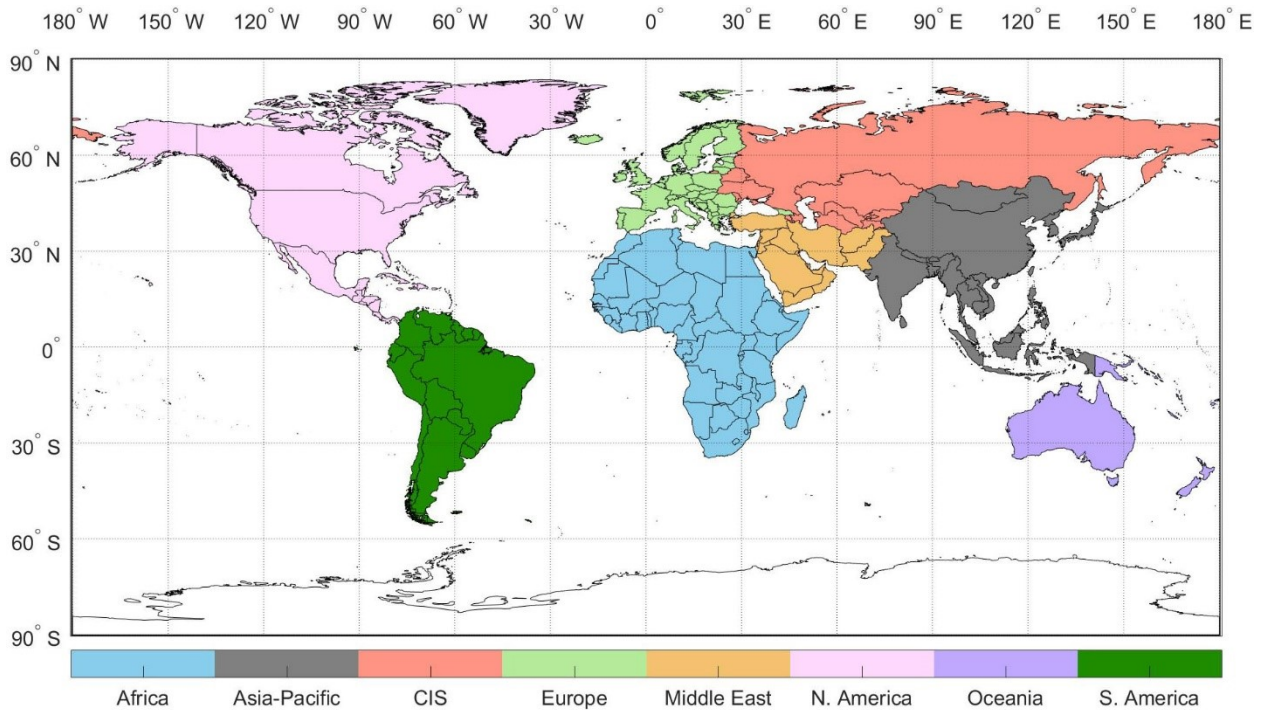 180° W 150° W 120° W 90° W 60° W 30° W 0° 30° E 60° E 90° E 120° E 150° E 180° E
90° N
60° N
30° N
0°
30° S
60° S
90° S
Africa Asia-Pacific CIS Europe Middle East N. America Oceania S. America